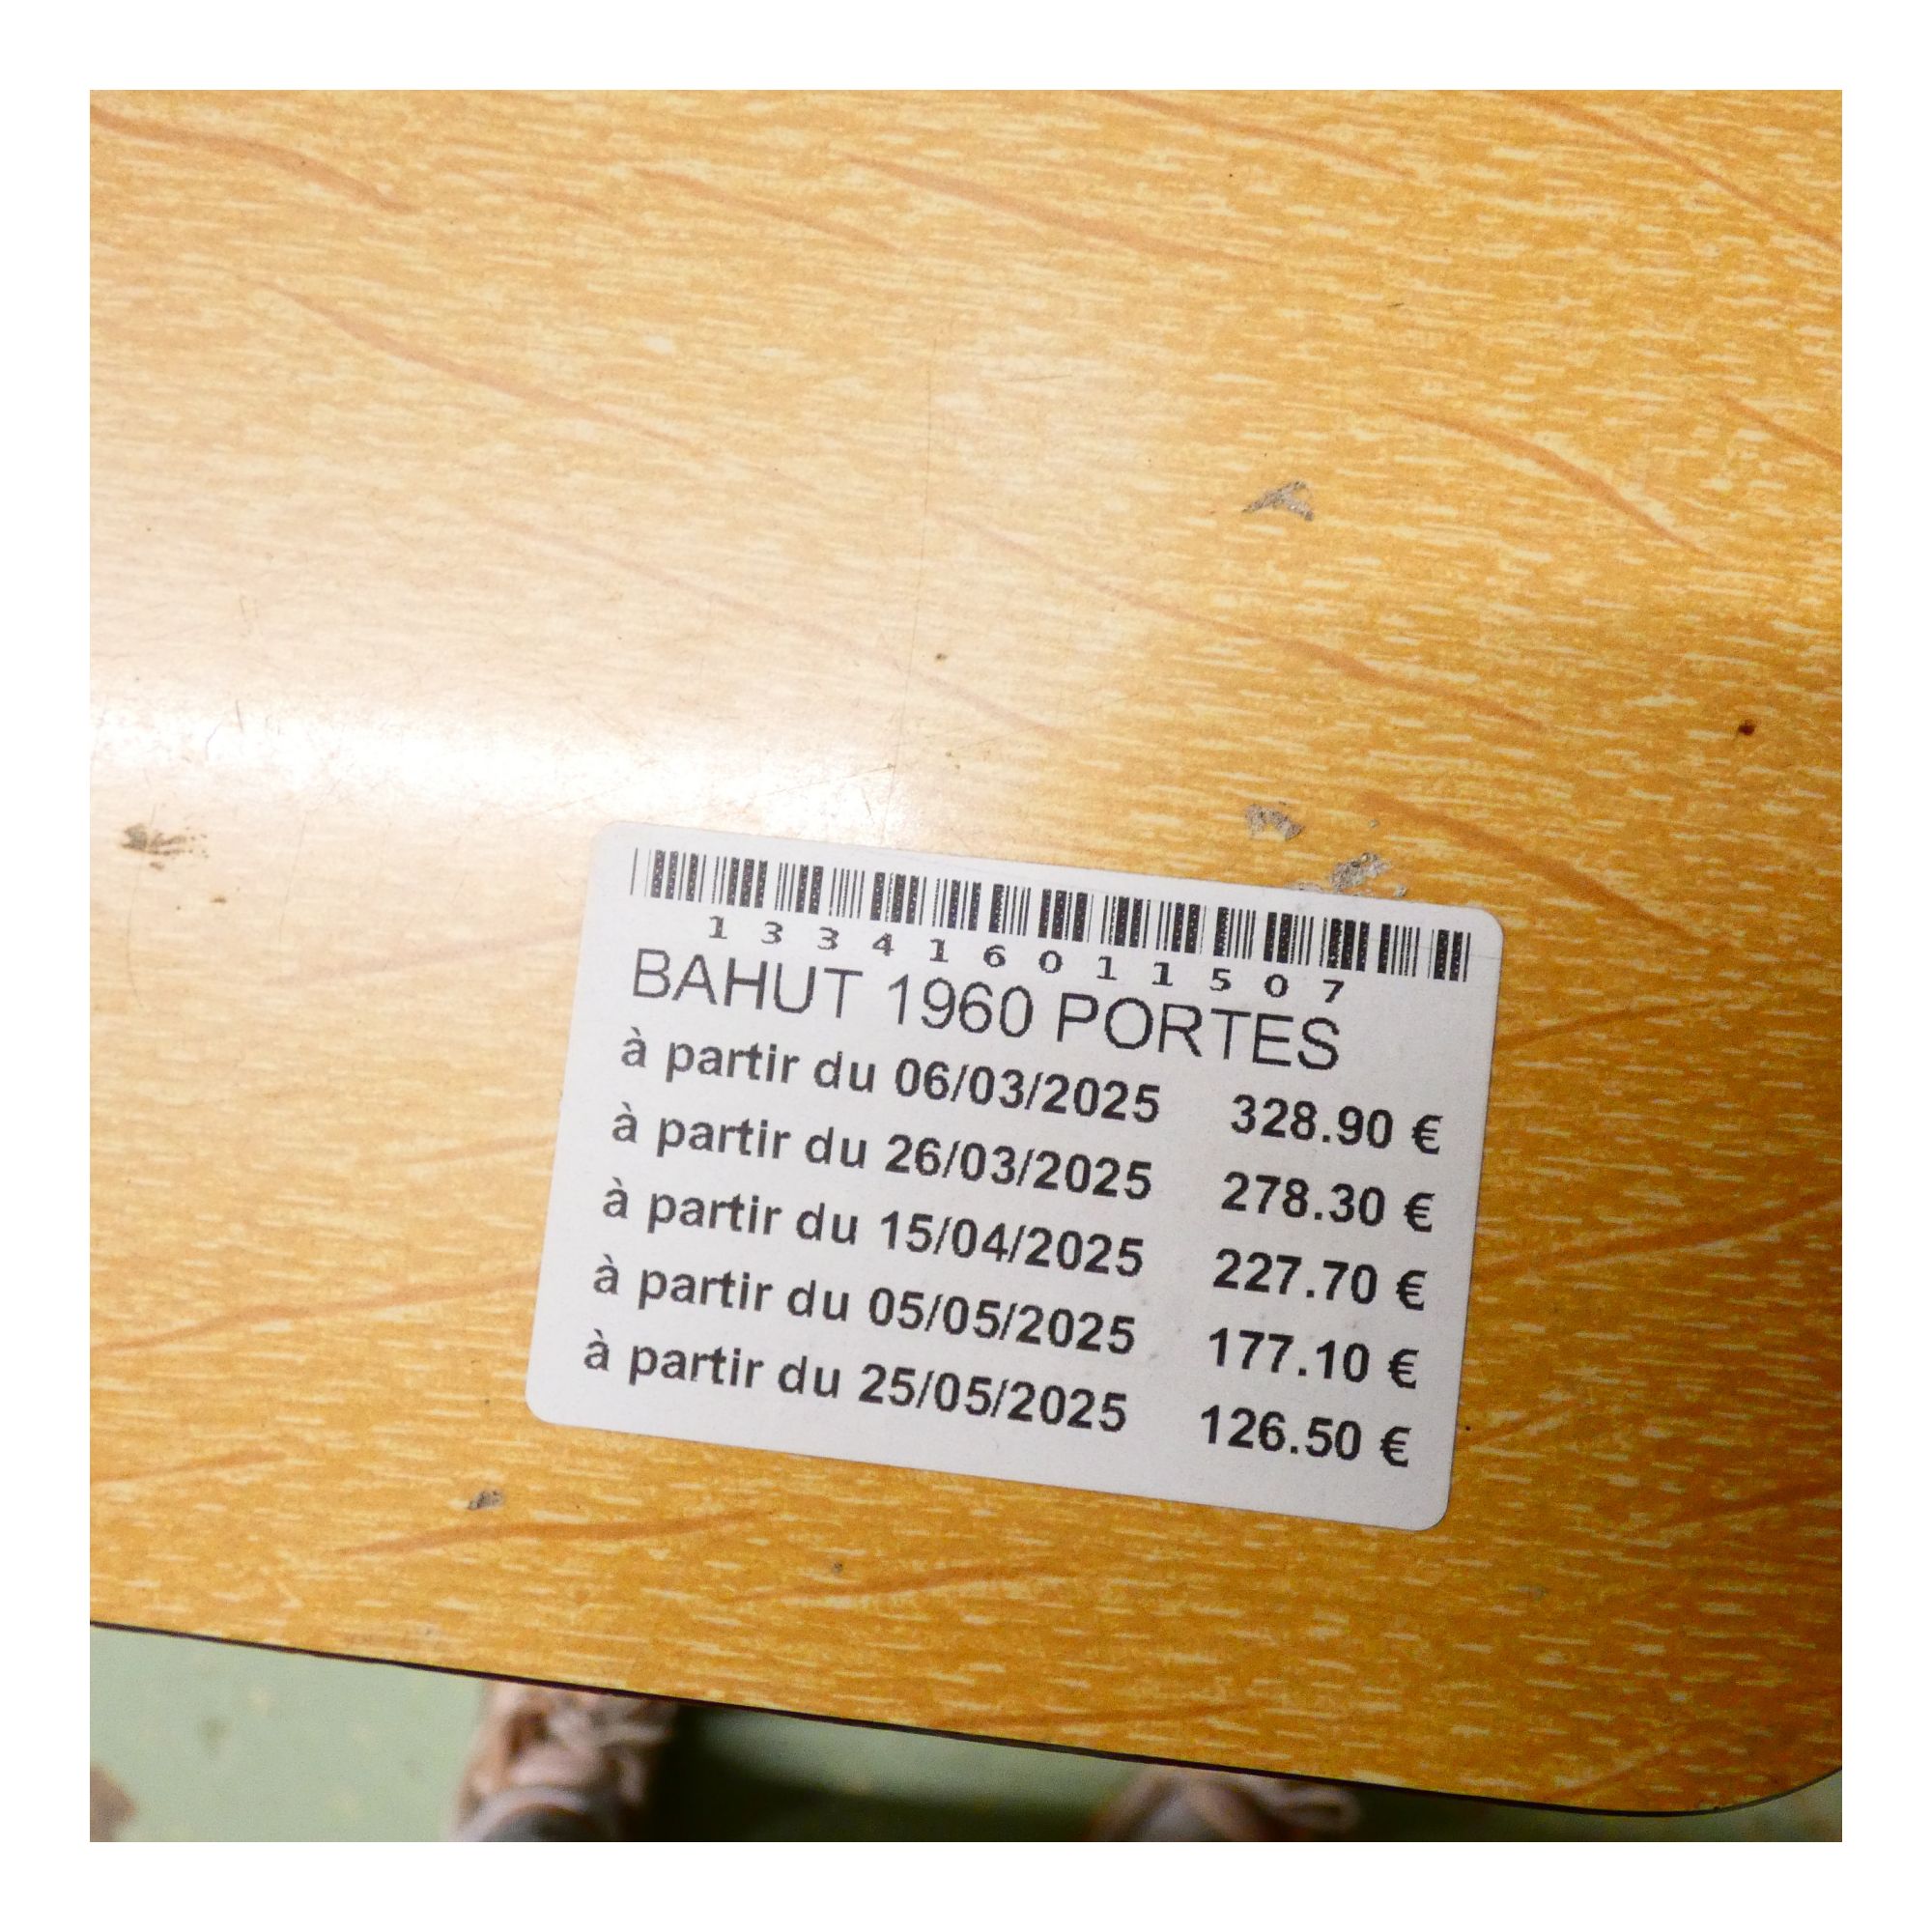 133416011507
BAHUT 1960 PORTES
à partir du 06/03/2025 328.90 €
à partir du 26/03/2025 278.30 €
à partir du 15/04/2025 227.70 €
à partir du 05/05/2025 177.10 €
à partir du 25/05/2025 126.50 €